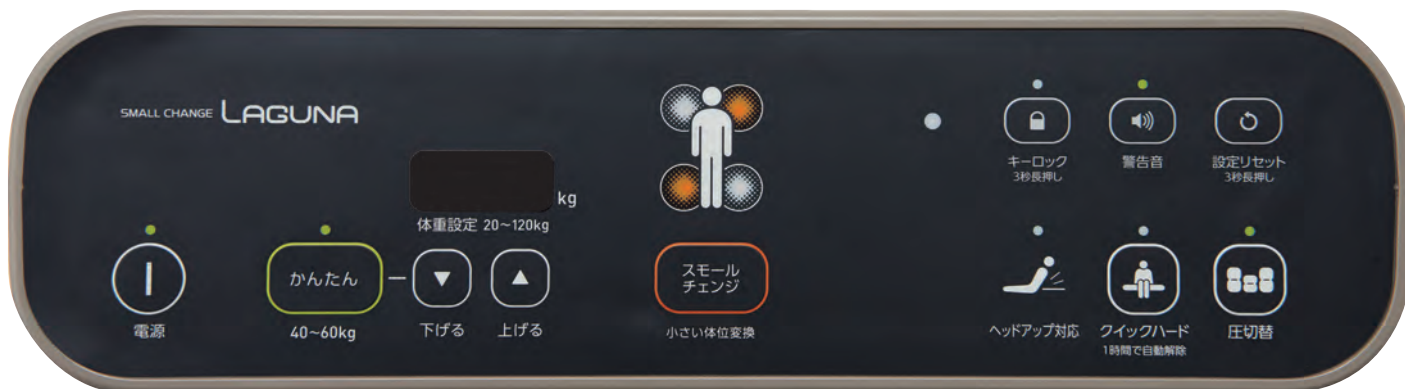 SMALL CHANGE LAGUNA
kg
体重設定 20~120kg
かんたん
電源
40~60kg
下げる
上げる
スモール
チェンジ
小さい体位変換
キーロック
3秒長押し
警告音
設定リセット
3秒長押し
ヘッドアップ対応
クイックハード
1時間で自動解除
圧切替